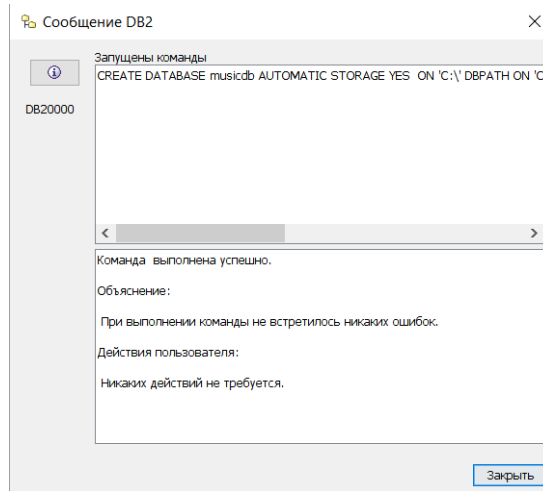 Сообщение DB2
Запущены команды
CREATE DATABASE musicdb AUTOMATIC STORAGE YES ON 'C:\' DBPATH ON 'C
DB20000
Команда выполнена успешно.
Объяснение:
При выполнении команды не встретилось никаких ошибок.
Действия пользователя:
Никаких действий не требуется.
Закрыть